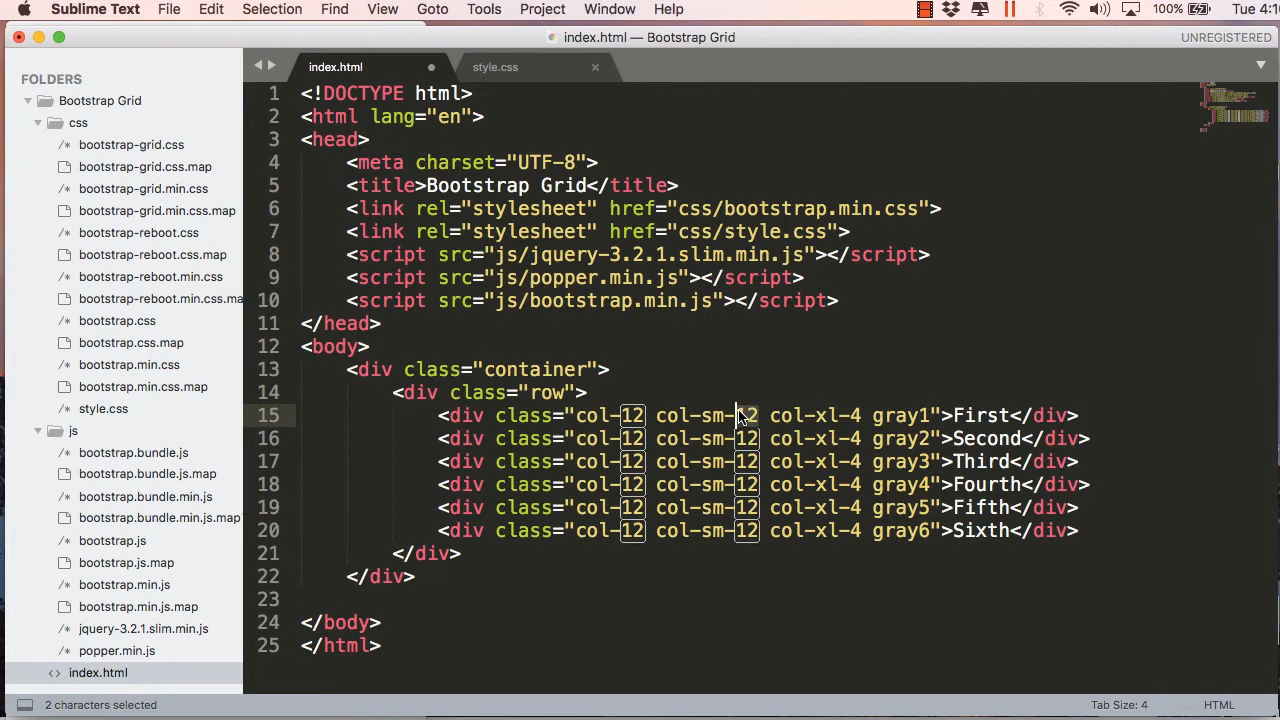 Sublime Text File Edit Selection Find View Goto Tools Project Window Help 100% Tue 4:1
index.html — Bootstrap Grid UNREGISTERED
FOLDERS
Bootstrap Grid
css
bootstrap-grid.css
bootstrap-grid.css.map
bootstrap-grid.min.css
bootstrap-grid.min.css.map
bootstrap-reboot.css
bootstrap-reboot.css.map
bootstrap-reboot.min.css
bootstrap-reboot.min.css.ma
bootstrap.css
bootstrap.css.map
bootstrap.min.css
bootstrap.min.css.map
style.css
js
bootstrap.bundle.js
bootstrap.bundle.js.map
bootstrap.bundle.min.js
bootstrap.bundle.min.js.map
bootstrap.js
bootstrap.js.map
bootstrap.min.js
bootstrap.min.js.map
jquery-3.2.1.slim.min.js
popper.min.js
index.html
index.html style.css
1 <!DOCTYPE html>
2 <html lang="en">
3 <head>
4 <meta charset="UTF-8">
5 <title>Bootstrap Grid</title>
6 <link rel="stylesheet" href="css/bootstrap.min.css">
7 <link rel="stylesheet" href="css/style.css">
8 <script src="js/jquery-3.2.1.slim.min.js"></script>
9 <script src="js/popper.min.js"></script>
10 <script src="js/bootstrap.min.js"></script>
11 </head>
12 <body>
13 <div class="container">
14 <div class="row">
15 <div class="col-12 col-sm-12 col-xl-4 gray1">First</div>
16 <div class="col-12 col-sm-12 col-xl-4 gray2">Second</div>
17 <div class="col-12 col-sm-12 col-xl-4 gray3">Third</div>
18 <div class="col-12 col-sm-12 col-xl-4 gray4">Fourth</div>
19 <div class="col-12 col-sm-12 col-xl-4 gray5">Fifth</div>
20 <div class="col-12 col-sm-12 col-xl-4 gray6">Sixth</div>
21 </div>
22 </div>
23
24 </body>
25 </html>
2 characters selected Tab Size: 4 HTML